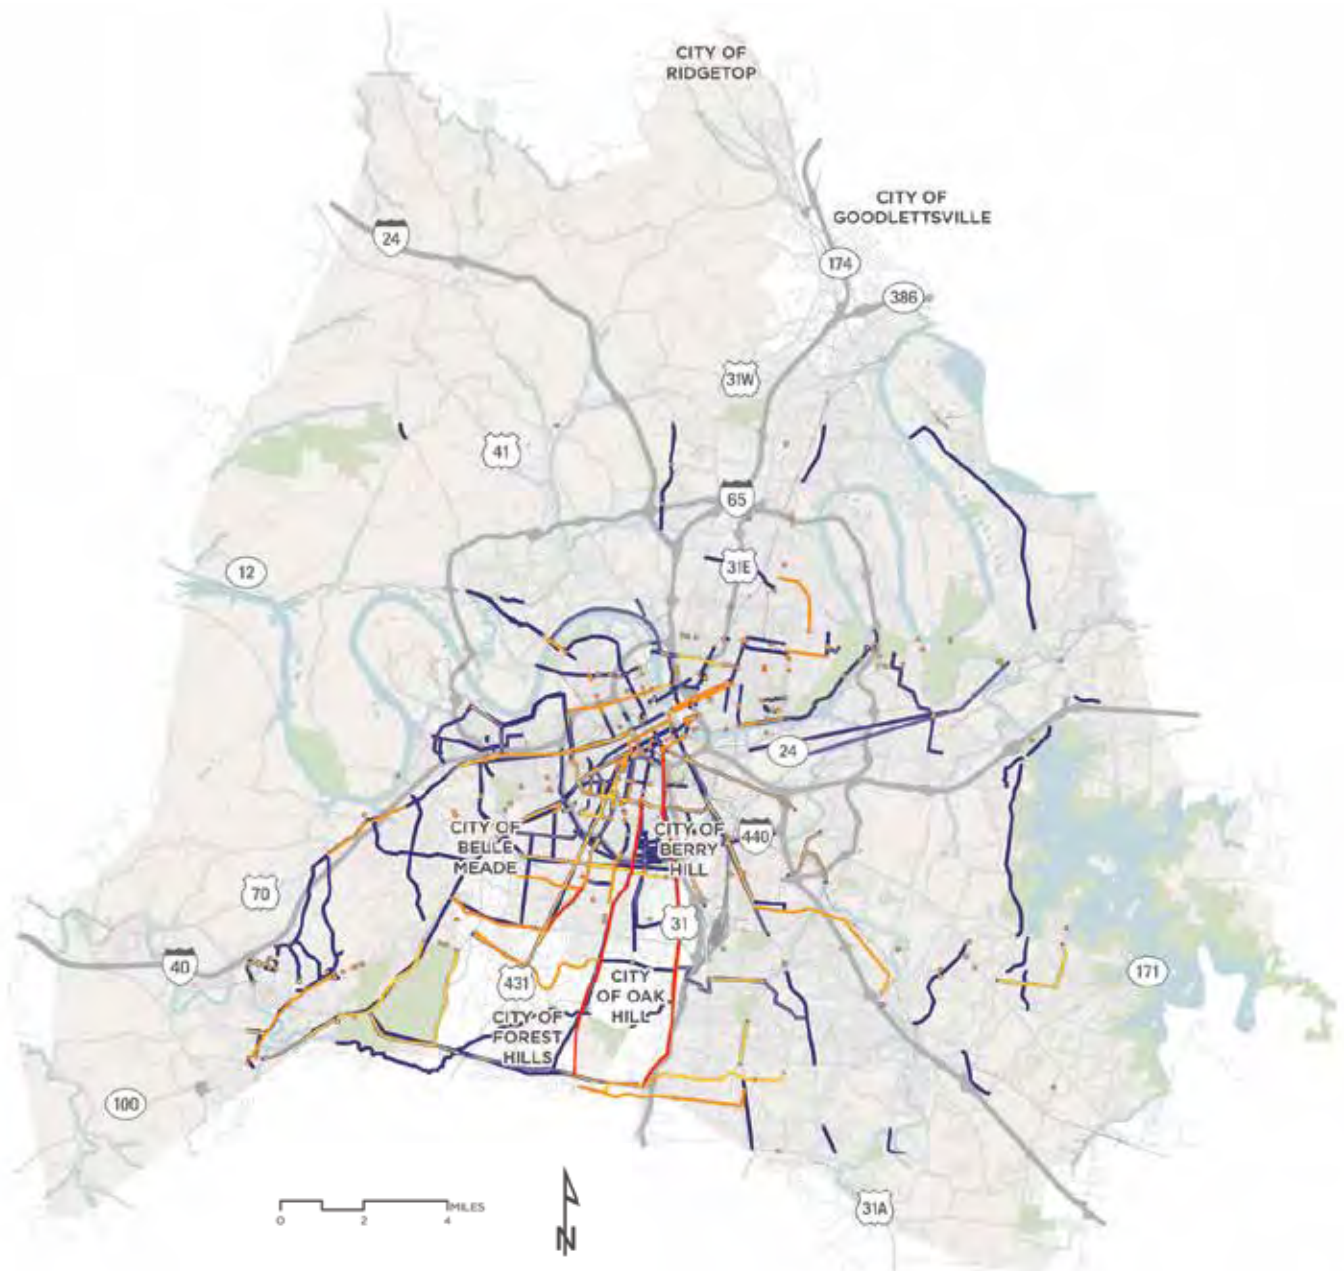 CITY OF
RIDGETOP
CITY OF
GOODLETTSVILLE
24
174
386
31W
41
65
31E
12
24
CITY OF
BELLE
MEADE
CITY OF
BERRY
HILL
440
70
31
40
431
CITY
OF OAK
HILL
171
CITY OF
FOREST
HILLS
100
MILES
0
2
4
N
31A